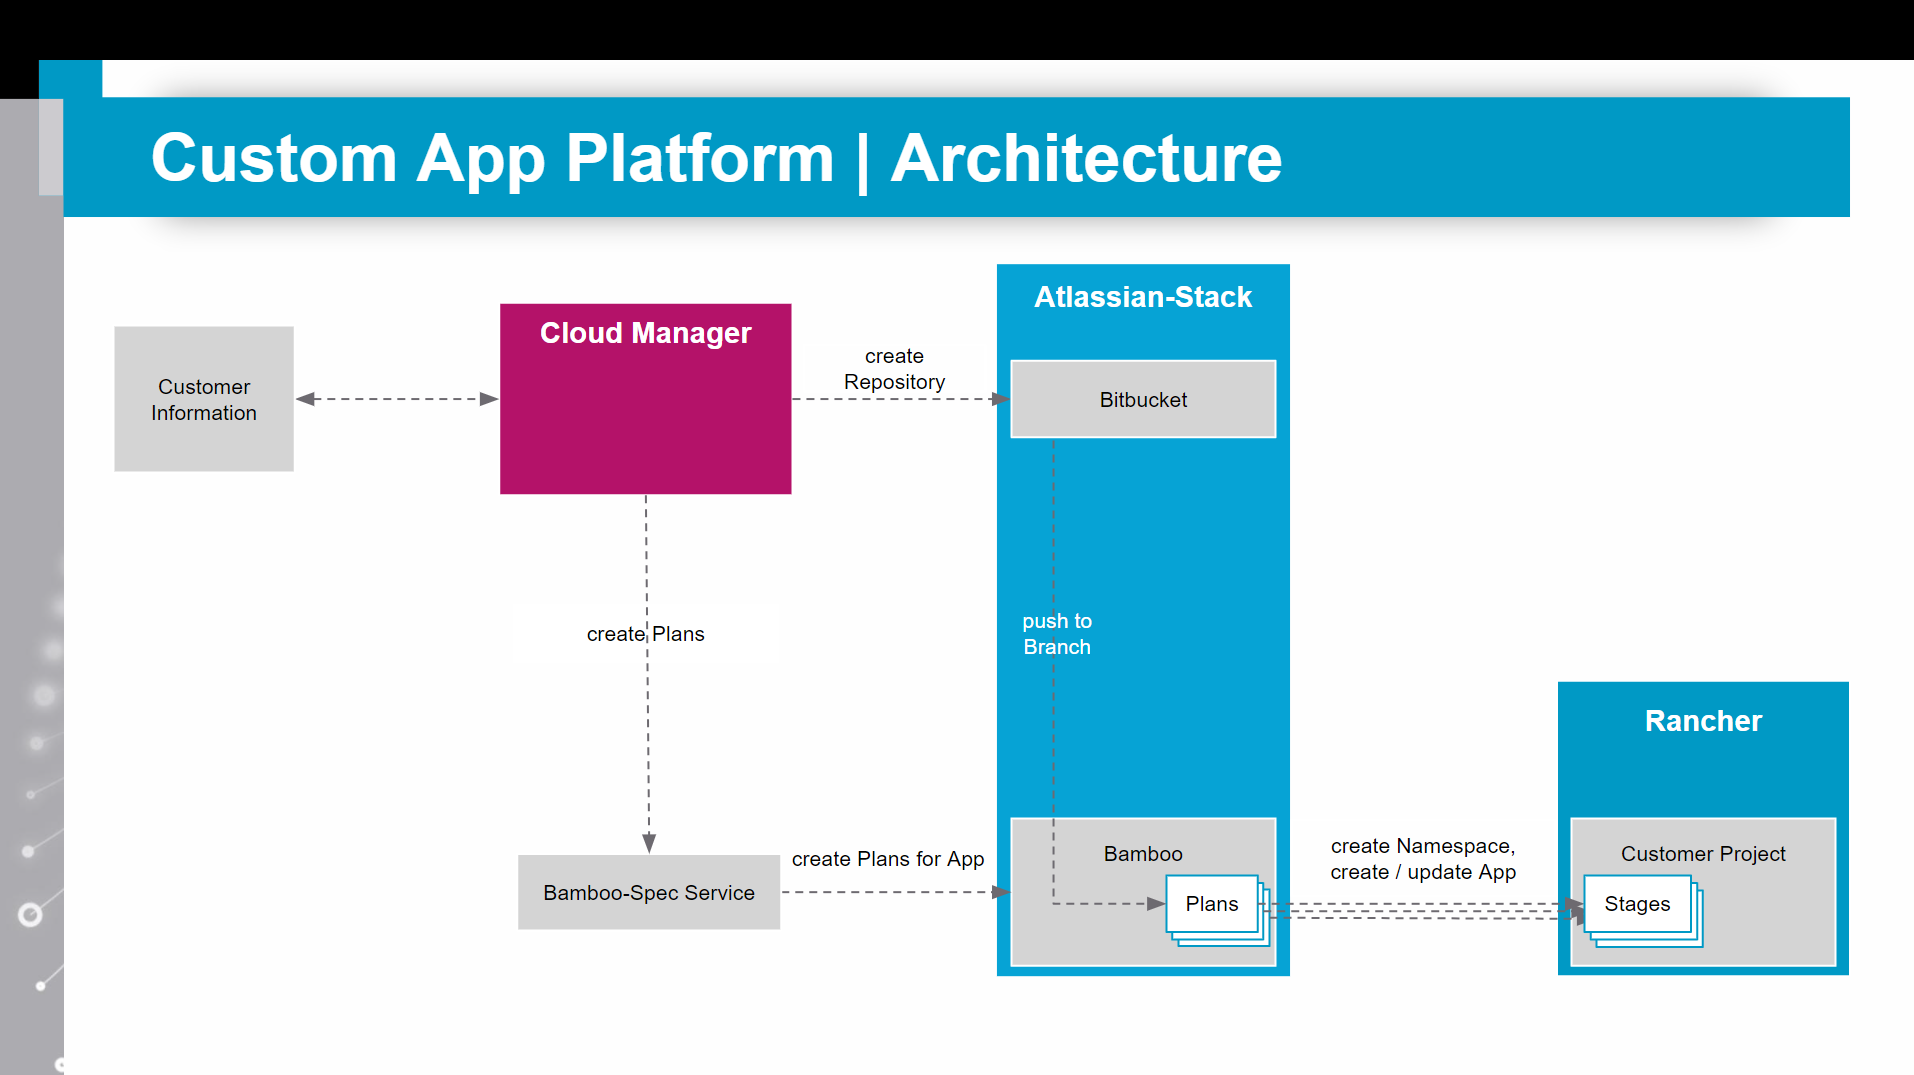 Custom App Platform | Architecture
Customer
Information
Cloud Manager
create
Repository
Atlassian-Stack
Bitbucket
create Plans
push to
Branch
Bamboo-Spec Service
create Plans for App
Bamboo
Plans
create Namespace,
create / update App
Rancher
Customer Project
Stages